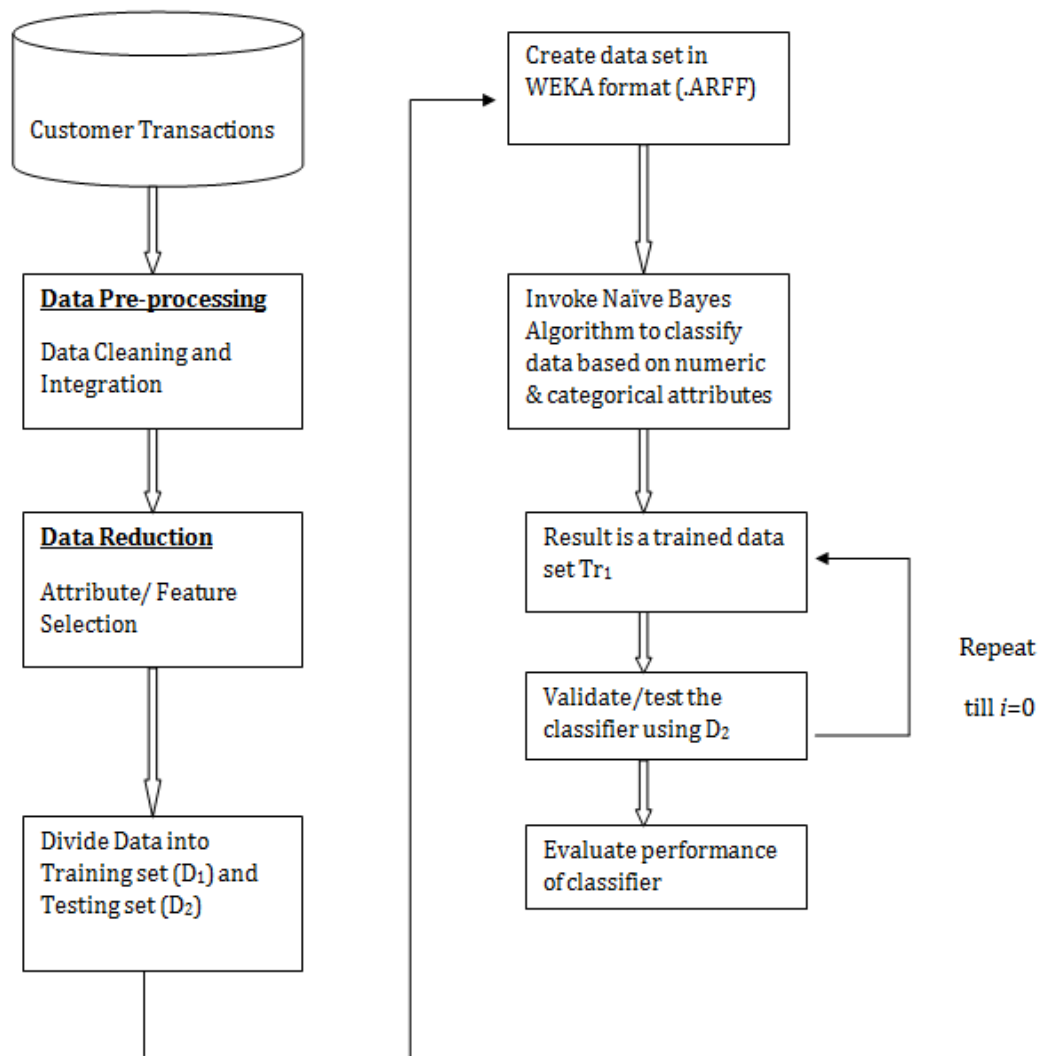 Customer Transactions
Data Pre-processing
Data Cleaning and
Integration
Data Reduction
Attribute/ Feature
Selection
Divide Data into
Training set (D₁) and
Testing set (D₂)
Create data set in
WEKA format (.ARFF)
Invoke Naïve Bayes
Algorithm to classify
data based on numeric
& categorical attributes
Result is a trained data
set Tr₁
Validate/test the
classifier using D₂
Repeat
till i=0
Evaluate performance
of classifier